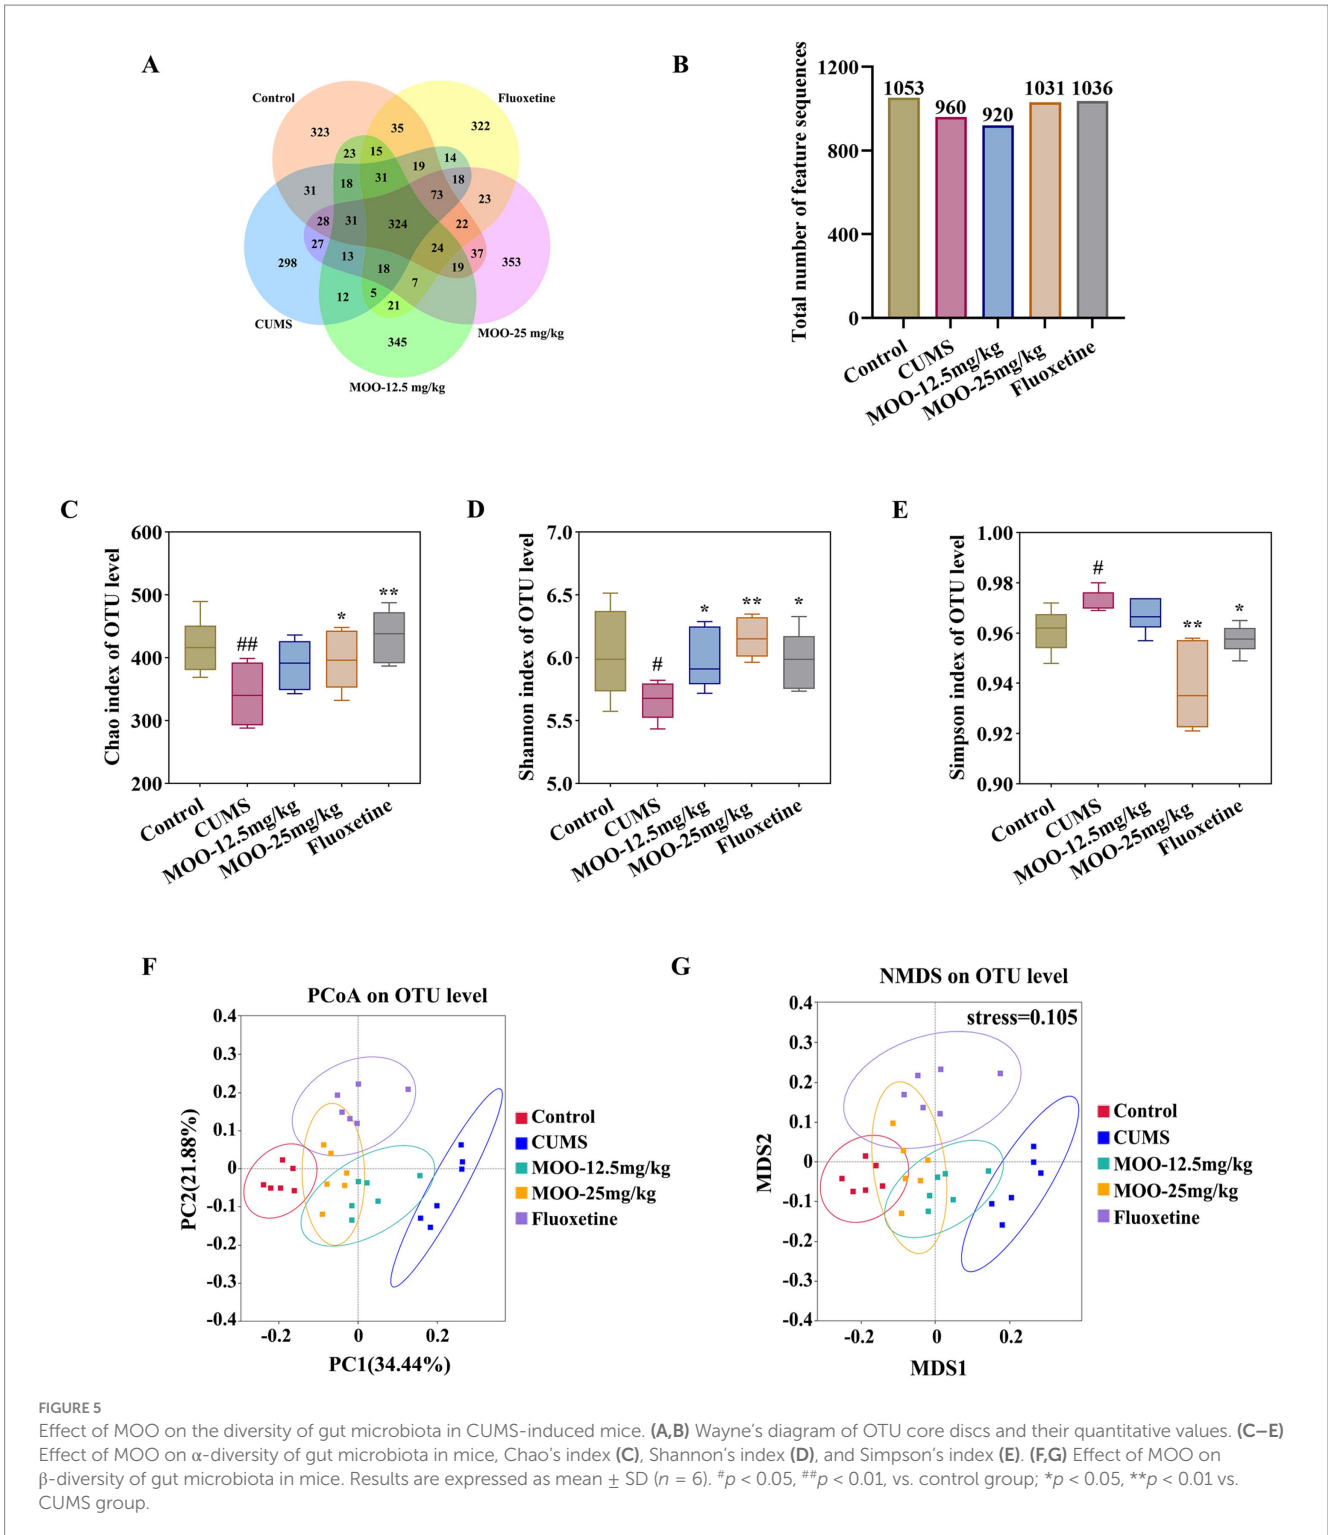 A
Control
Fluoxetine
323
35
322
23
15
19
14
31
18
31
73
18
23
28
31
324
22
27
24
37
298
13
18
19
353
12
5
7
21
CUMS
MOO-25 mg/kg
345
MOO-12.5 mg/kg
B
Total number of feature sequences
1200
800
400
0
1053
960
920
1031
1036
Control
CUMS
MOO-12.5mg/kg
MOO-25mg/kg
Fluoxetine
C
Chao index of OTU level
600
500
400
300
200
##
*
**
Control
CUMS
MOO-12.5mg/kg
MOO-25mg/kg
Fluoxetine
D
Shannon index of OTU level
7.0
6.5
6.0
5.5
5.0
#
*
**
*
Control
CUMS
MOO-12.5mg/kg
MOO-25mg/kg
Fluoxetine
E
Simpson index of OTU level
1.00
0.98
0.96
0.94
0.92
0.90
#
**
*
Control
CUMS
MOO-12.5mg/kg
MOO-25mg/kg
Fluoxetine
F
PCoA on OTU level
PC2(21.88%)
0.4
0.3
0.2
0.1
0
-0.1
-0.2
-0.3
-0.4
-0.2
0
0.2
PC1(34.44%)
Control
CUMS
MOO-12.5mg/kg
MOO-25mg/kg
Fluoxetine
G
NMDS on OTU level
stress=0.105
MDS2
0.4
0.3
0.2
0.1
0
-0.1
-0.2
-0.3
-0.4
-0.2
0
0.2
MDS1
Control
CUMS
MOO-12.5mg/kg
MOO-25mg/kg
Fluoxetine
FIGURE 5
Effect of MOO on the diversity of gut microbiota in CUMS-induced mice. (A,B) Wayne's diagram of OTU core discs and their quantitative values. (C–E)
Effect of MOO on α-diversity of gut microbiota in mice, Chao's index (C), Shannon's index (D), and Simpson's index (E). (F,G) Effect of MOO on
β-diversity of gut microbiota in mice. Results are expressed as mean ± SD (n = 6). #p < 0.05, ##p < 0.01, vs. control group; *p < 0.05, **p < 0.01 vs.
CUMS group.